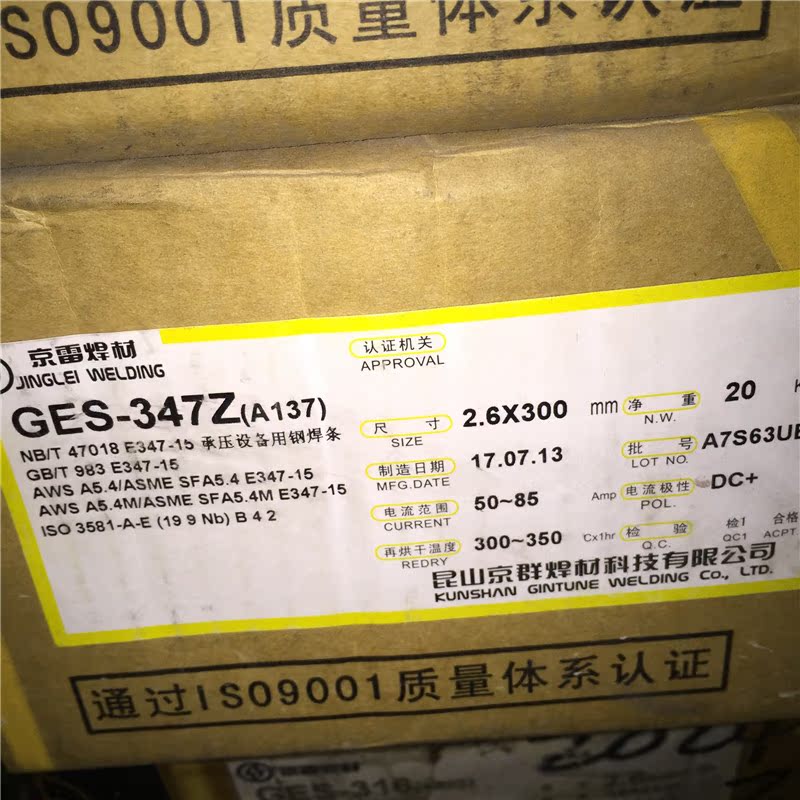 ISO9001质量体系认证
京雷焊材
JINGLEI WELDING
GES-347Z(A137)
NB/T 47018 E347-15 承压设备用钢焊条
GB/T 983 E347-15
AWS A5.4/ASME SFA5.4 E347-15
AWS A5.4M/ASME SFA5.4M E347-15
ISO 3581-A-E (19 9 Nb) B 4 2
认证机关
APPROVAL
尺 寸 2.6X300 mm
SIZE
制造日期 17.07.13
MFG.DATE
电流范围 50~85 Amp
CURRENT
再烘干温度 300~350 ℃x1hr
REDRY
净 重 20
N.W.
批 号 A7S63UE
LOT NO.
电流极性 DC+
POL.
检 验 检1 合格
Q.C. QC1 ACPT.
昆山京群焊材科技有限公司
KUNSHAN GINTUNE WELDING Co., LTD.
通过ISO9001质量体系认证
GES-316